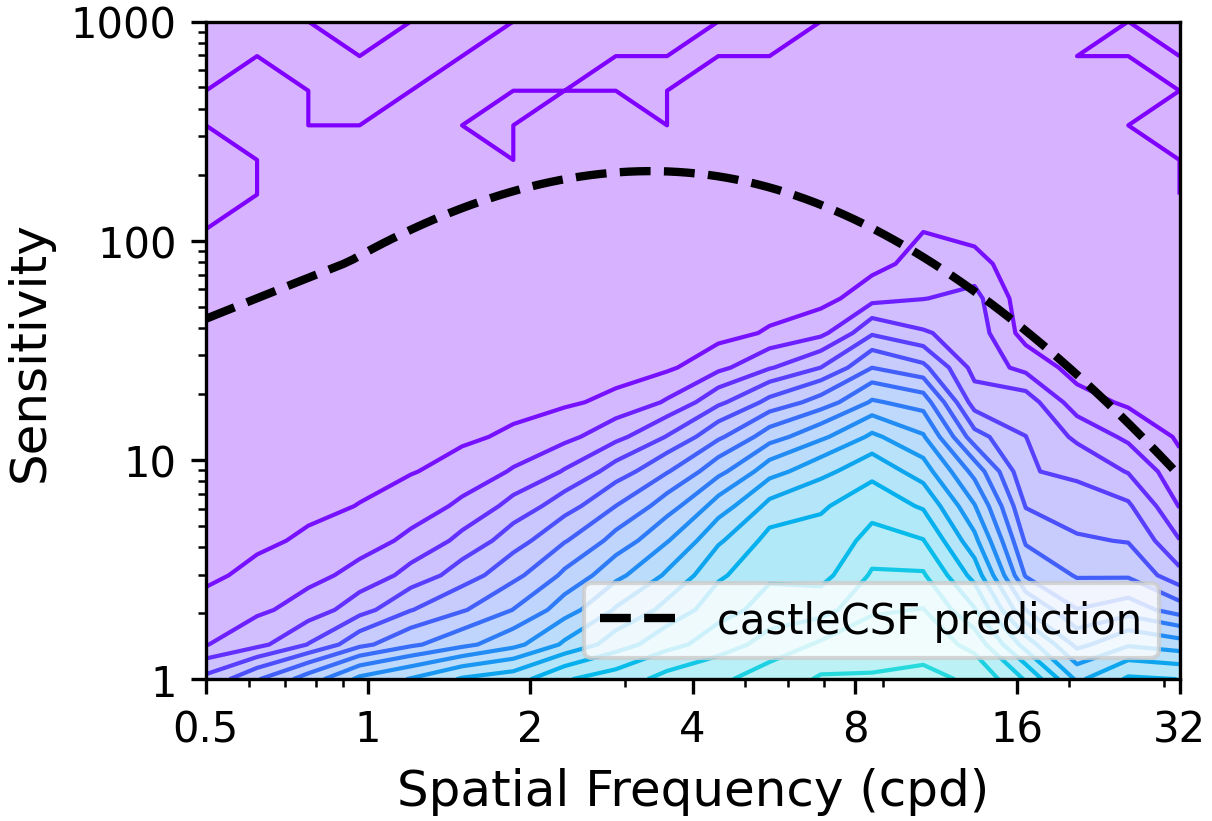 1000
100
10
1
Sensitivity
castleCSF prediction
0.5 1 2 4 8 16 32
Spatial Frequency (cpd)